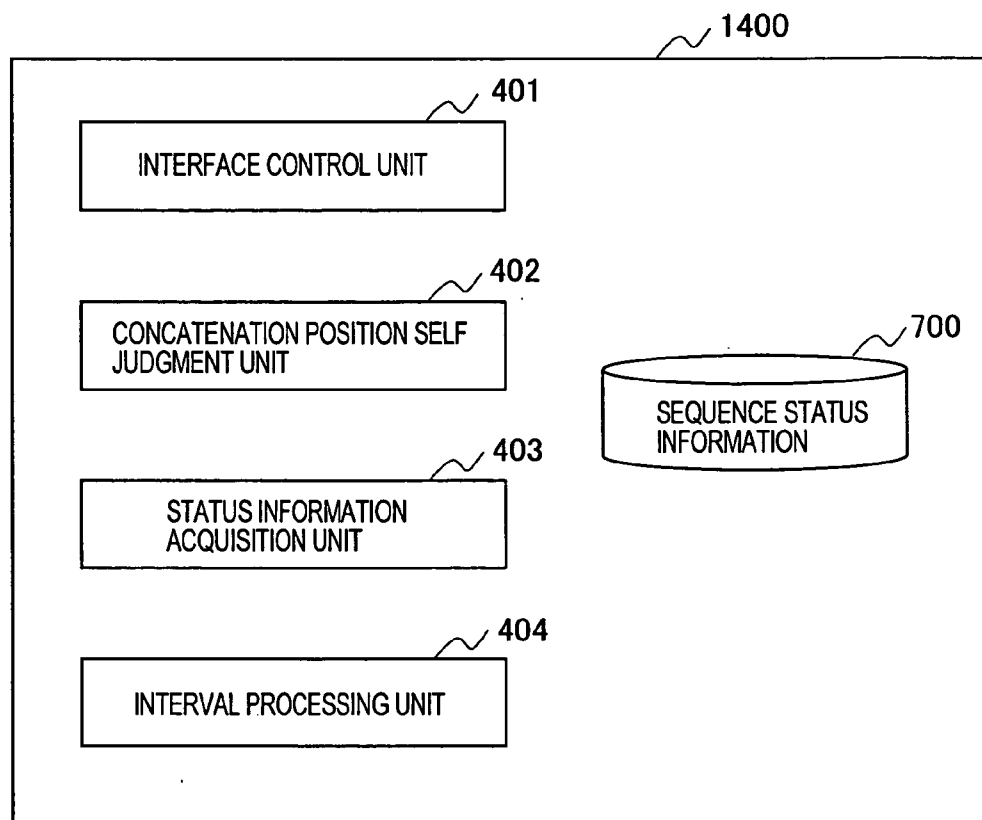 1400
401
INTERFACE CONTROL UNIT
402
CONCATENATION POSITION SELF
JUDGMENT UNIT
700
SEQUENCE STATUS
INFORMATION
403
STATUS INFORMATION
ACQUISITION UNIT
404
INTERVAL PROCESSING UNIT